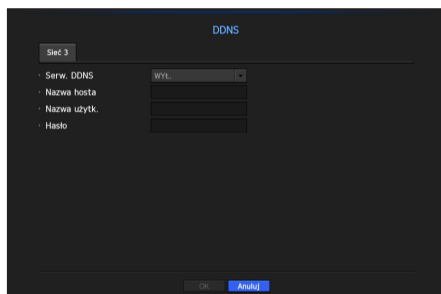 DDNS
Sieć 3
Serw. DDNS WYŁ.
Nazwa hosta
Nazwa użytk.
Hasło
OK Anuluj